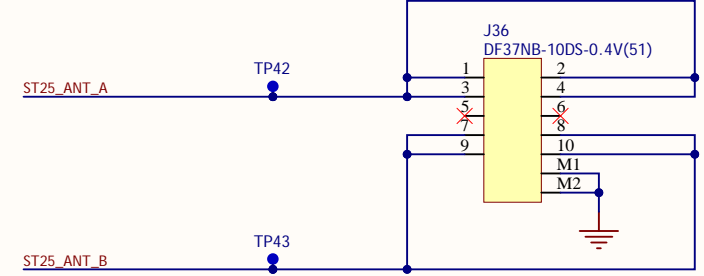 J36
DF37NB-10DS-0.4V(51)
TP42
1 2
ST25_ANT_A
3 4
5 6
7 8
9 10
M1
M2
TP43
ST25_ANT_B